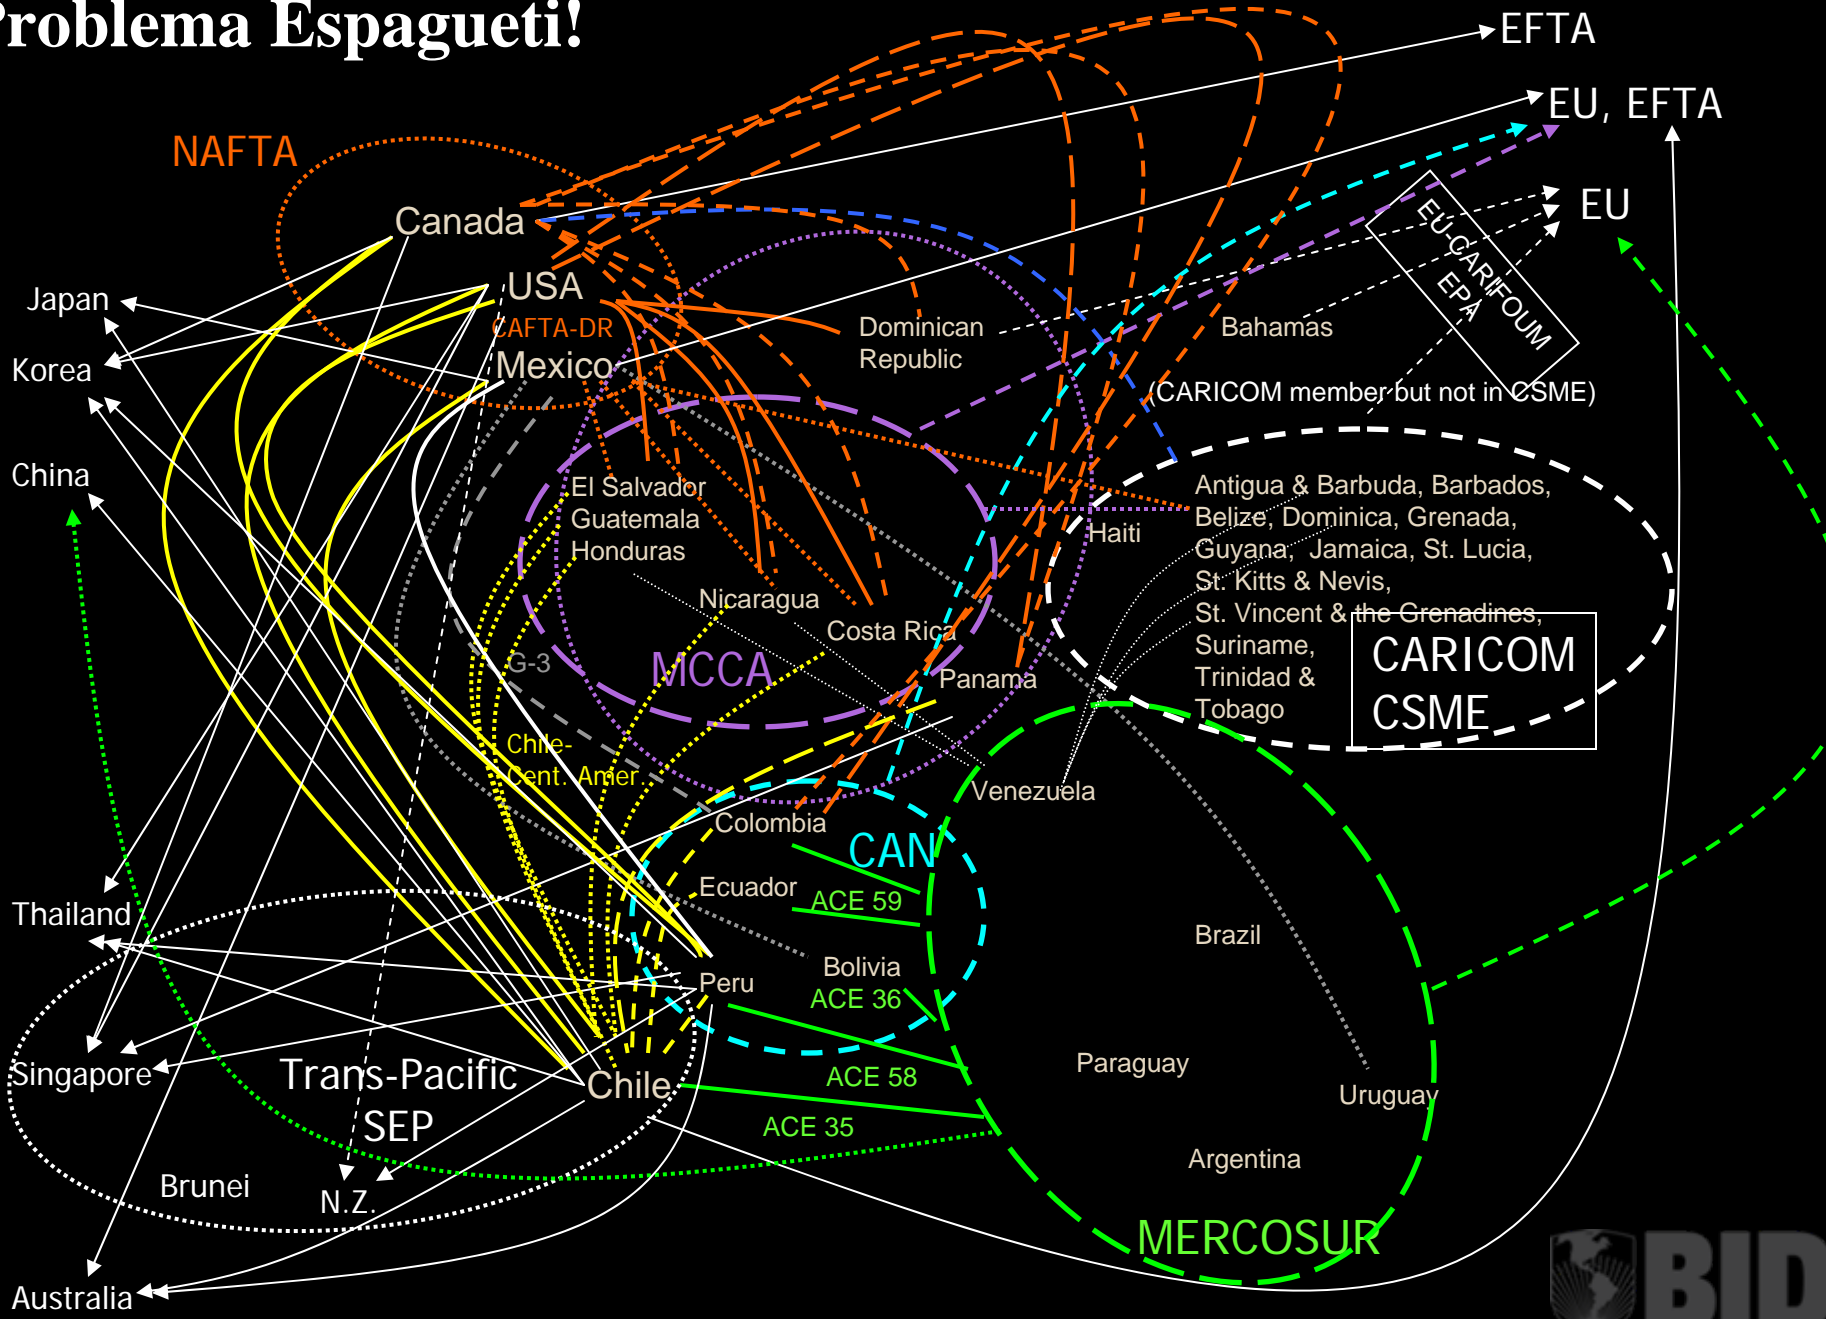 Problema Espagueti!
EFTA
EU, EFTA
NAFTA
EU
Canada
EU-CARIFOUM
EPA
USA
Japan
CAFTA-DR
Dominican
Republic
Bahamas
Mexico
Korea
(CARICOM member but not in CSME)
China
El Salvador
Guatemala
Honduras
Haiti
Antigua & Barbuda, Barbados,
Belize, Dominica, Grenada,
Guyana, Jamaica, St. Lucia,
St. Kitts & Nevis,
St. Vincent & the Grenadines,
Suriname,
Trinidad &
Tobago
Nicaragua
Costa Rica
G-3
MCCA
Panama
CARICOM
CSME
Chile-
Cent. Amer.
Venezuela
Colombia
CAN
Ecuador
ACE 59
Thailand
Brazil
Bolivia
ACE 36
Peru
Singapore
Trans-Pacific
SEP
Chile
ACE 58
Paraguay
Uruguay
ACE 35
Argentina
Brunei
N.Z.
MERCOSUR
Australia
BID